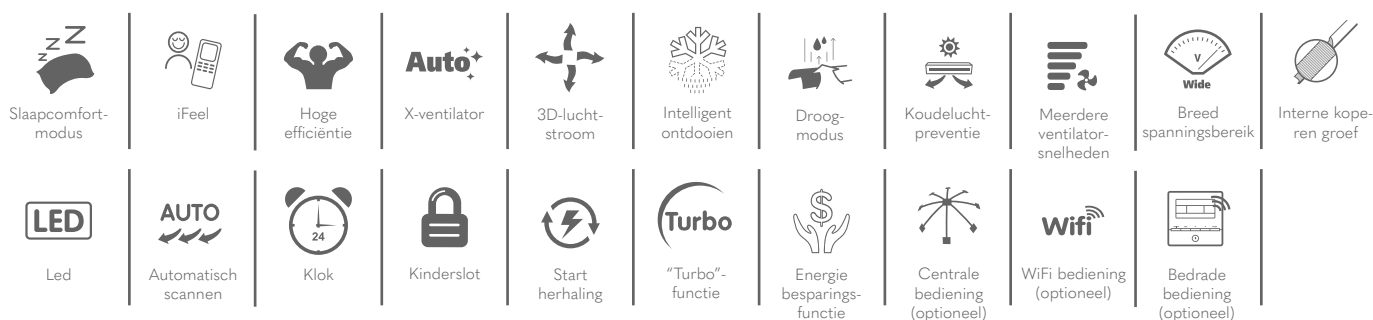 Z Z Z
Slaapcomfort-
modus
iFeel
Hoge
efficiëntie
Auto
X-ventilator
3D-lucht-
stroom
Intelligent
ontdooien
Droog-
modus
Koudelucht-
preventie
Meerdere
ventilator-
snelheden
V
Wide
Breed
spanningsbereik
Interne kope-
ren groef
LED
Led
AUTO
Automatisch
scannen
24
Klok
Kinderslot
Start
herhaling
Turbo
“Turbo”-
functie
$
Energie
besparings-
functie
Centrale
bediening
(optioneel)
Wifi
WiFi bediening
(optioneel)
Bedrade
bediening
(optioneel)